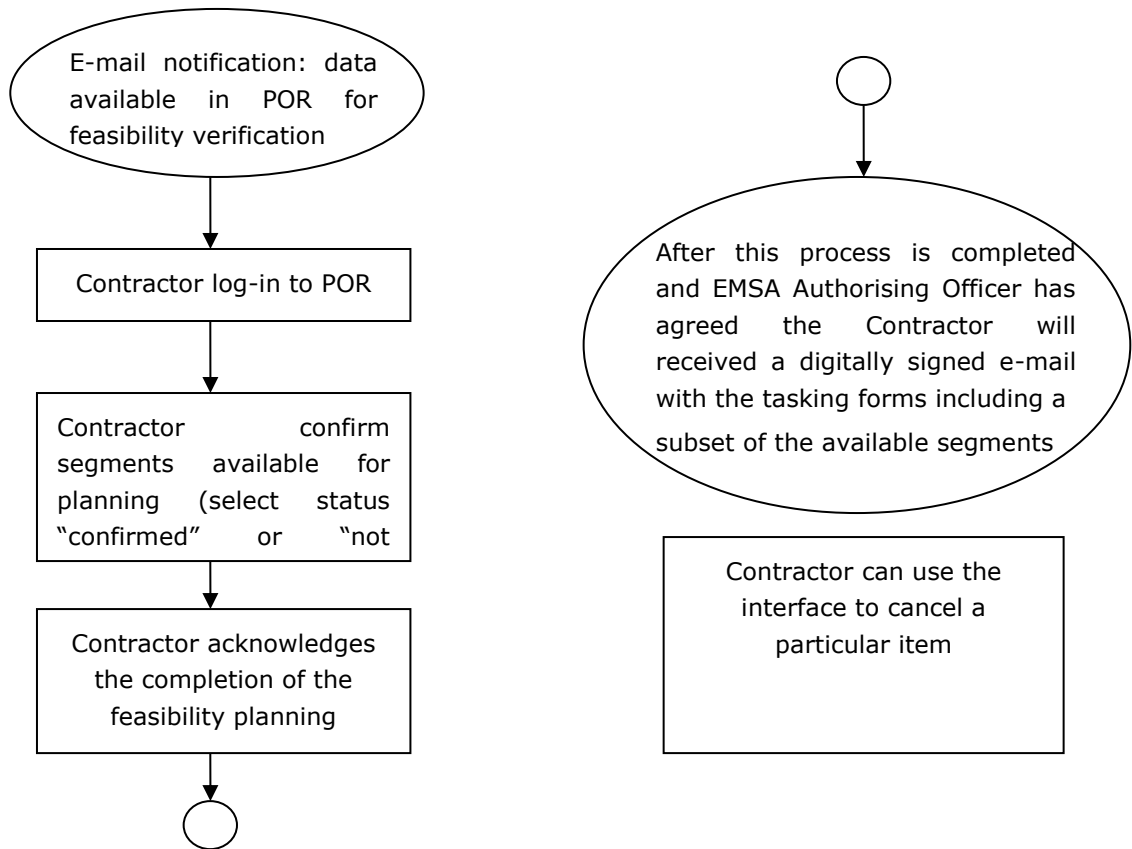 E-mail notification: data
available in POR for
feasibility verification
Contractor log-in to POR
Contractor confirm
segments available for
planning (select status
“confirmed” or “not
Contractor acknowledges
the completion of the
feasibility planning
After this process is completed
and EMSA Authorising Officer has
agreed the Contractor will
received a digitally signed e-mail
with the tasking forms including a
subset of the available segments
Contractor can use the
interface to cancel a
particular item